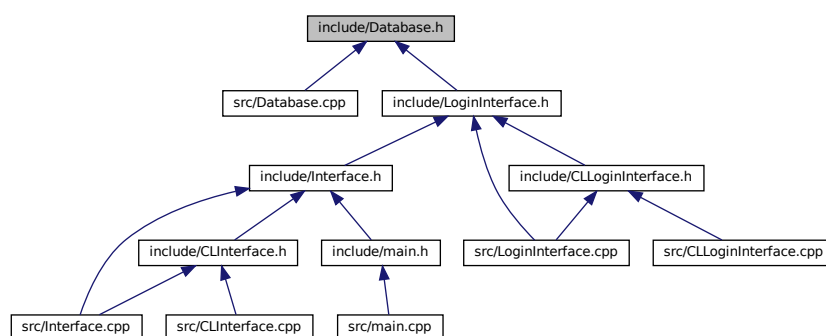 include/Database.h
src/Database.cpp
include/LoginInterface.h
include/Interface.h
include/CLLoginInterface.h
include/CLInterface.h
include/main.h
src/LoginInterface.cpp
src/CLLoginInterface.cpp
src/Interface.cpp
src/CLInterface.cpp
src/main.cpp